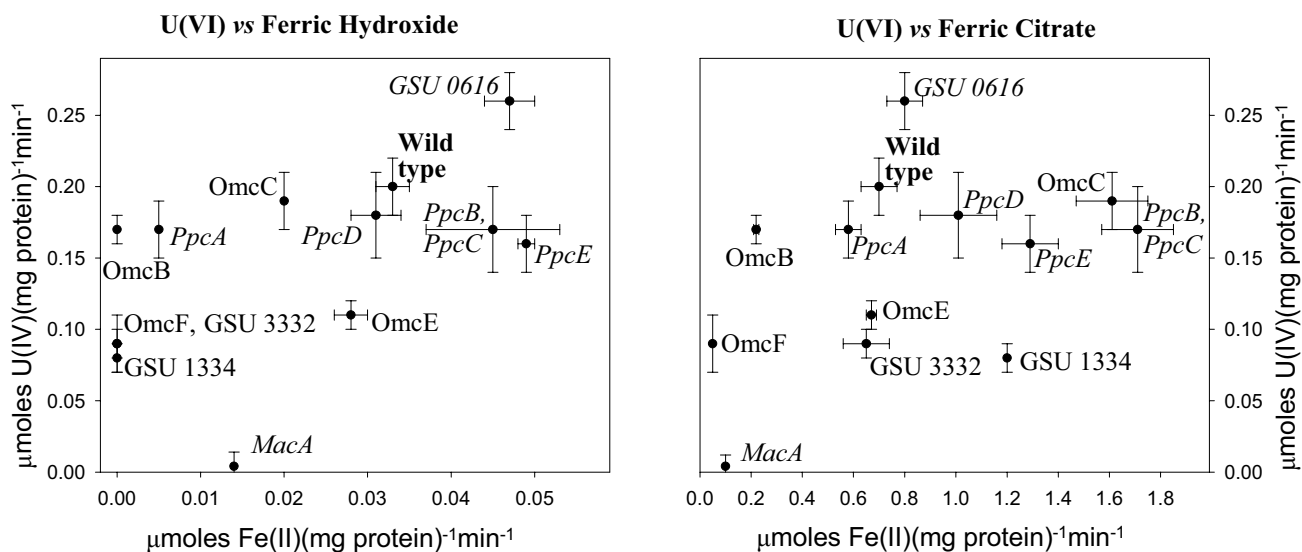 U(VI) vs Ferric Hydroxide
μmoles U(IV)(mg protein)⁻¹min⁻¹
0.25
0.20
0.15
0.10
0.05
0.00
GSU 0616
Wild
type
OmcC
PpcA
PpcD
PpcB,
PpcC
PpcE
OmcB
OmcF, GSU 3332
OmcE
GSU 1334
MacA
0.00 0.01 0.02 0.03 0.04 0.05
μmoles Fe(II)(mg protein)⁻¹min⁻¹
U(VI) vs Ferric Citrate
GSU 0616
Wild
type
OmcC
PpcD
PpcB,
PpcC
PpcA
PpcE
OmcB
OmcE
OmcF
GSU 3332
GSU 1334
MacA
0.0 0.2 0.4 0.6 0.8 1.0 1.2 1.4 1.6 1.8
μmoles Fe(II)(mg protein)⁻¹min⁻¹
0.25
0.20
0.15
0.10
0.05
0.00
μmoles U(IV)(mg protein)⁻¹min⁻¹